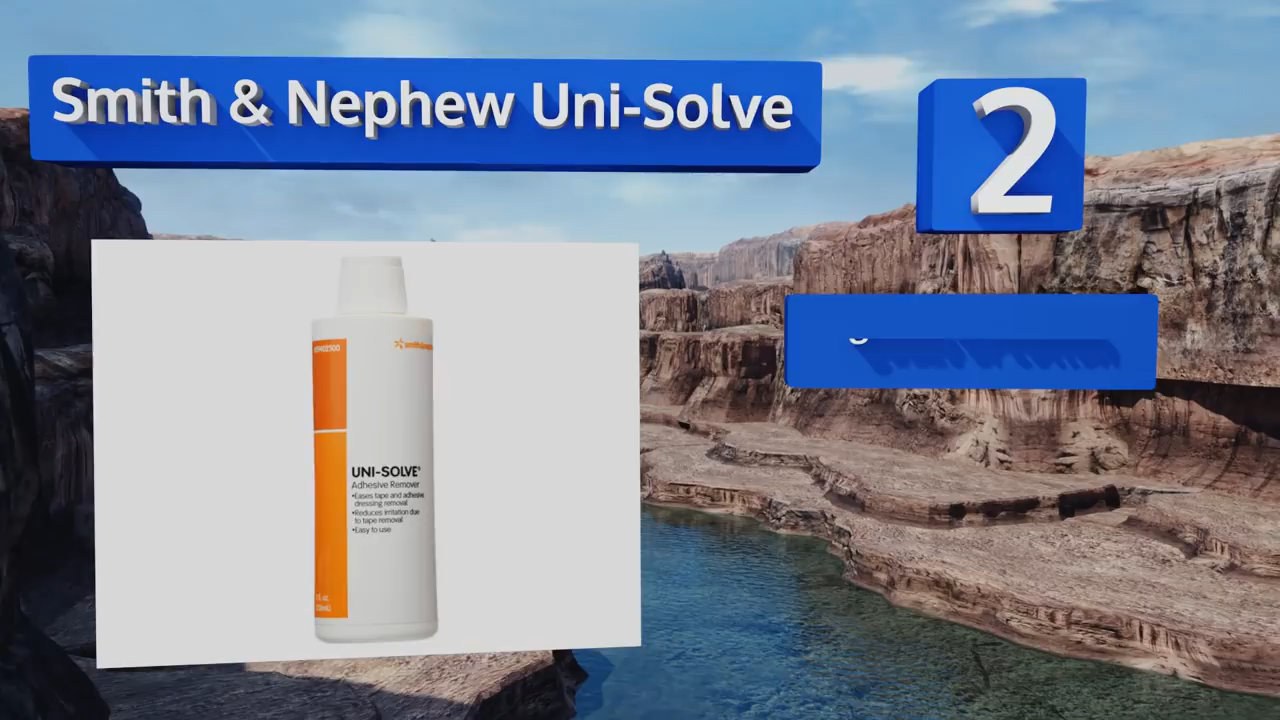 Smith & Nephew Uni-Solve
2
UNI-SOLVE®
Adhesive Remover
•Eases tape and adhesive
dressing removal
•Reduces irritation due
to tape removal
•Easy to use